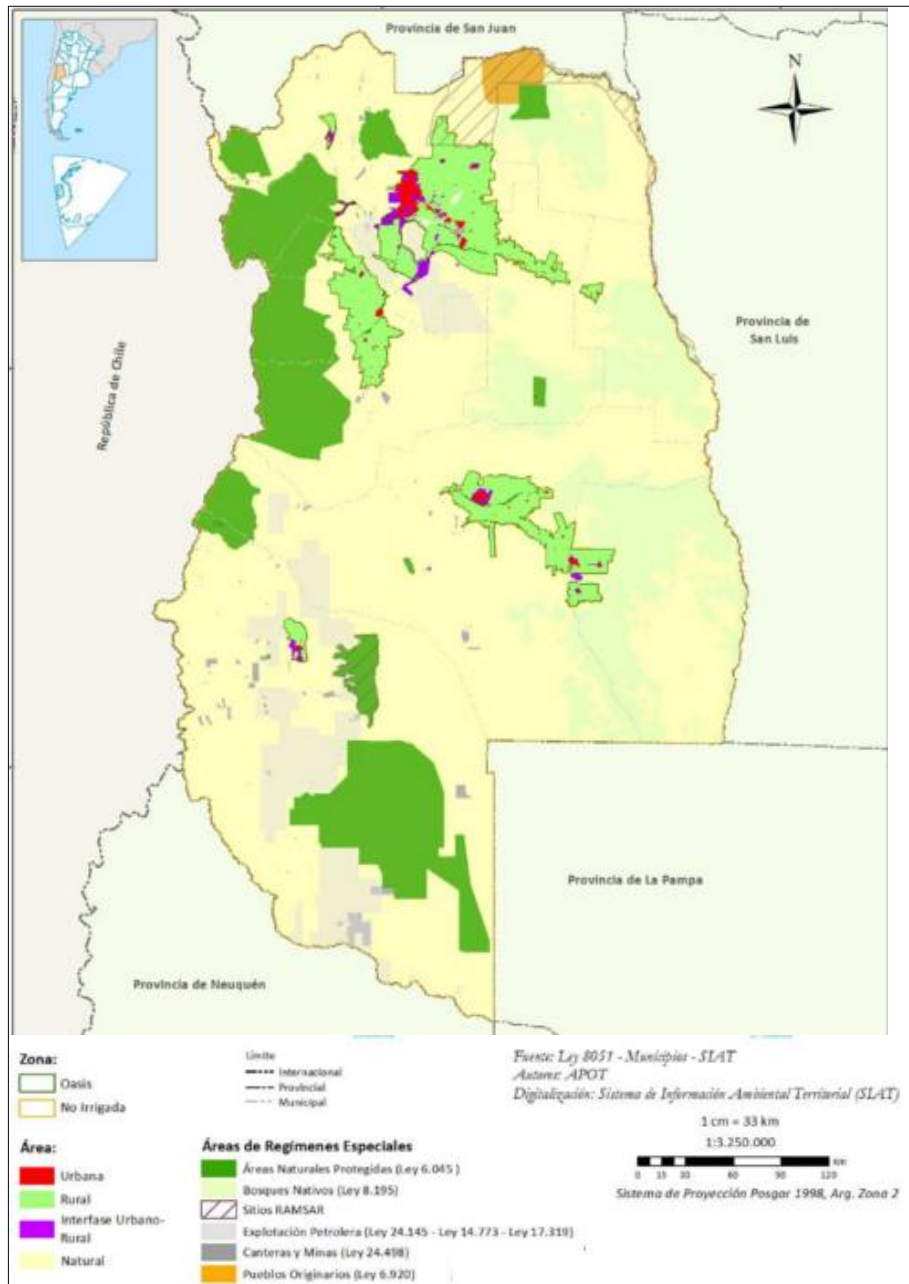 Provincia de San Juan
N
República de Chile
Provincia de
San Luis
Provincia de La Pampa
Provincia de Neuquén
Zona:
Oasis
No Irrigada
Límite
Internacional
Provincial
Municipal
Fuente: Ley 8051 - Municipios - SIAT
Autores: APOT
Digitalización: Sistema de Información Ambiental Territorial (SIAT)
1 cm = 33 km
1:3.250.000
0 15 30 60 90 120 Km
Sistema de Proyección Posgar 1998, Arg. Zona 2
Área:
Urbana
Rural
Interfase Urbano-
Rural
Natural
Áreas de Regímenes Especiales
Áreas Naturales Protegidas (Ley 6.045 )
Bosques Nativos (Ley 8.195)
Sitios RAMSAR
Explotación Petrolera (Ley 24.145 - Ley 14.773 - Ley 17.319)
Canteras y Minas (Ley 24.498)
Pueblos Originarios (Ley 6.920)